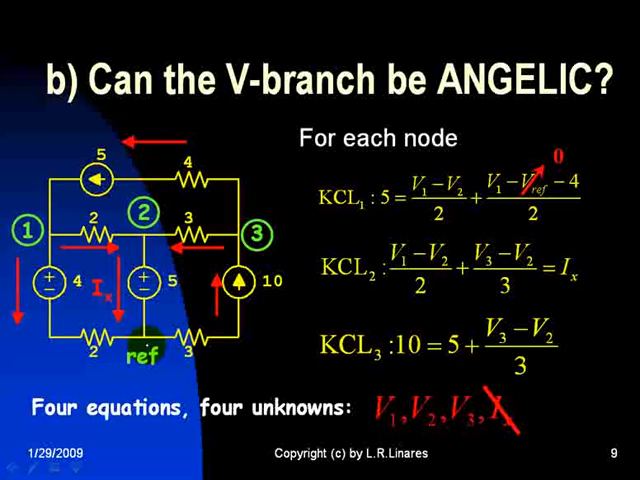 b) Can the V-branch be ANGELIC?
For each node
5
4
2
2
3
1
3
4
Ix
5
10
2
ref
3
0
KCL1 : 5 = (V1 − V2)/2 + (V1 − Vref − 4)/2
KCL2 : (V1 − V2)/2 + (V3 − V2)/3 = Ix
KCL3 : 10 = 5 + (V3 − V2)/3
Four equations, four unknowns: V1, V2, V3, Ix
1/29/2009 Copyright (c) by L.R.Linares 9